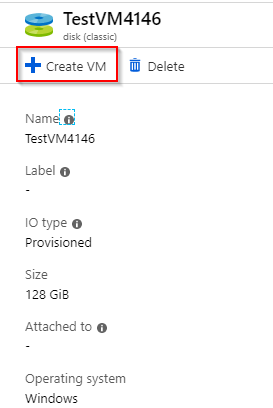 TestVM4146
disk (classic)
Create VM
Delete
Name
TestVM4146
Label
-
IO type
Provisioned
Size
128 GiB
Attached to
-
Operating system
Windows